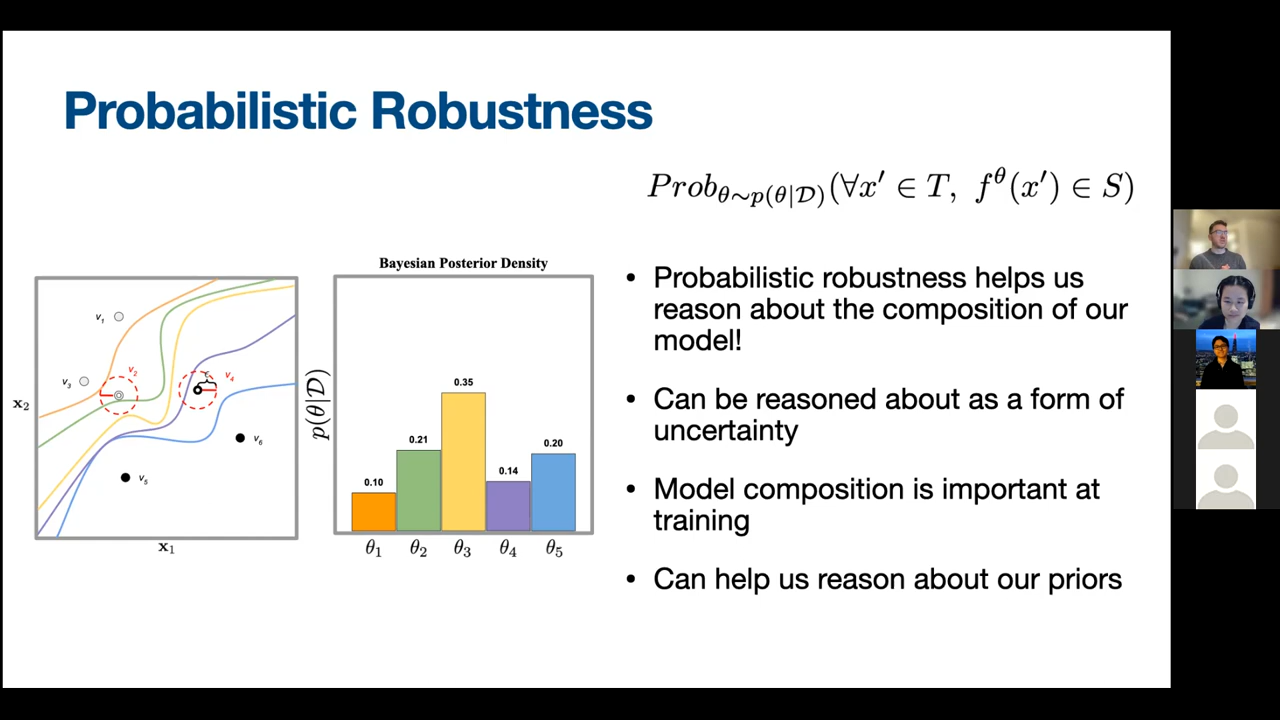 Probabilistic Robustness
Prob_{θ∼p(θ|𝒟)}(∀x′ ∈ T, f^θ(x′) ∈ S)
Bayesian Posterior Density
v₁
v₂
v₃
v₄
v₅
v₆
ϵ
x₂
x₁
p(θ|𝒟)
0.10
0.21
0.35
0.14
0.20
θ₁ θ₂ θ₃ θ₄ θ₅
• Probabilistic robustness helps us
reason about the composition of our
model!
• Can be reasoned about as a form of
uncertainty
• Model composition is important at
training
• Can help us reason about our priors